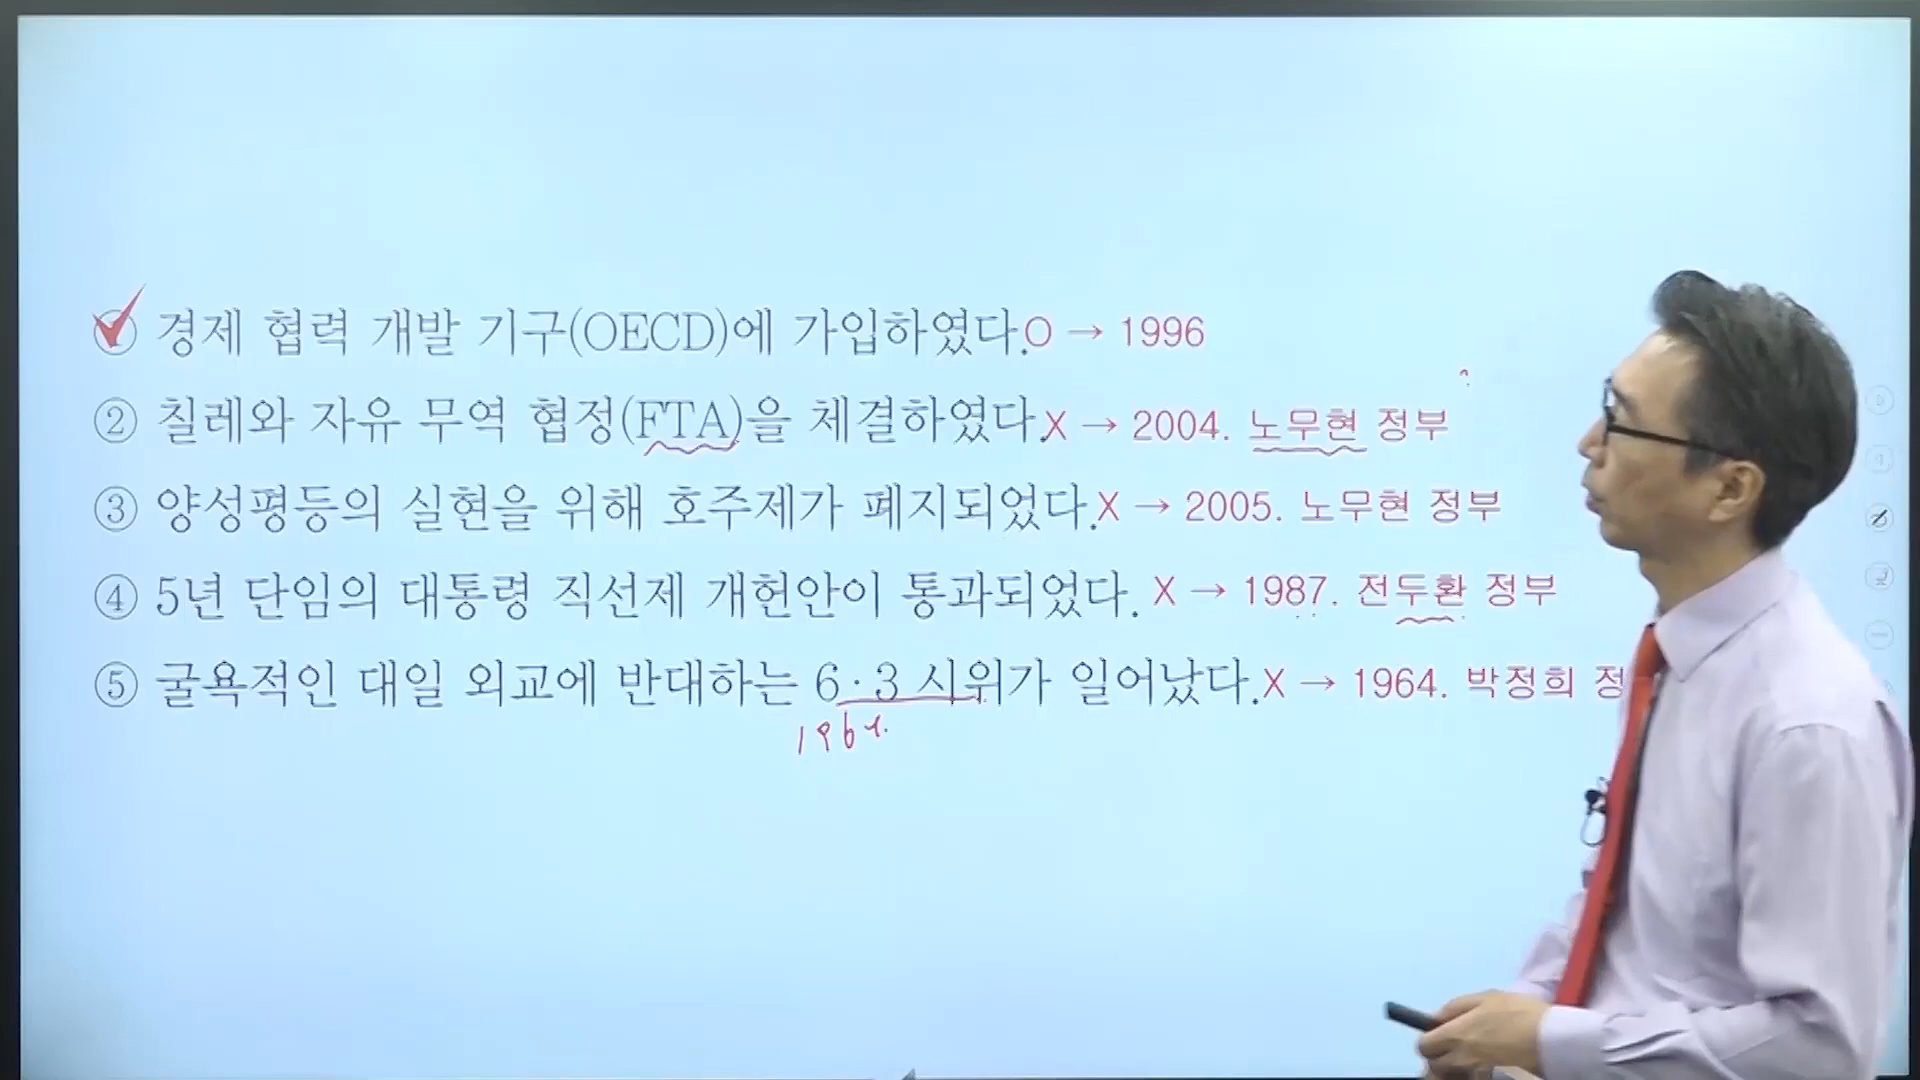 경제 협력 개발 기구(OECD)에 가입하였다.O → 1996
② 칠레와 자유 무역 협정(FTA)을 체결하였다.X → 2004. 노무현 정부
③ 양성평등의 실현을 위해 호주제가 폐지되었다.X → 2005. 노무현 정부
④ 5년 단임의 대통령 직선제 개헌안이 통과되었다. X → 1987. 전두환 정부
⑤ 굴욕적인 대일 외교에 반대하는 6·3 시위가 일어났다.X → 1964. 박정희 정
1964.